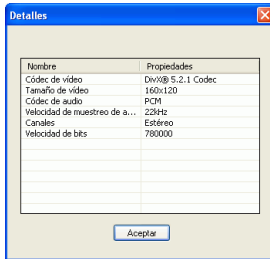 Detalles
Nombre Propiedades
Códec de vídeo DivX® 5.2.1 Codec
Tamaño de vídeo 160x120
Códec de audio PCM
Velocidad de muestreo de a... 22kHz
Canales Estéreo
Velocidad de bits 780000
Aceptar